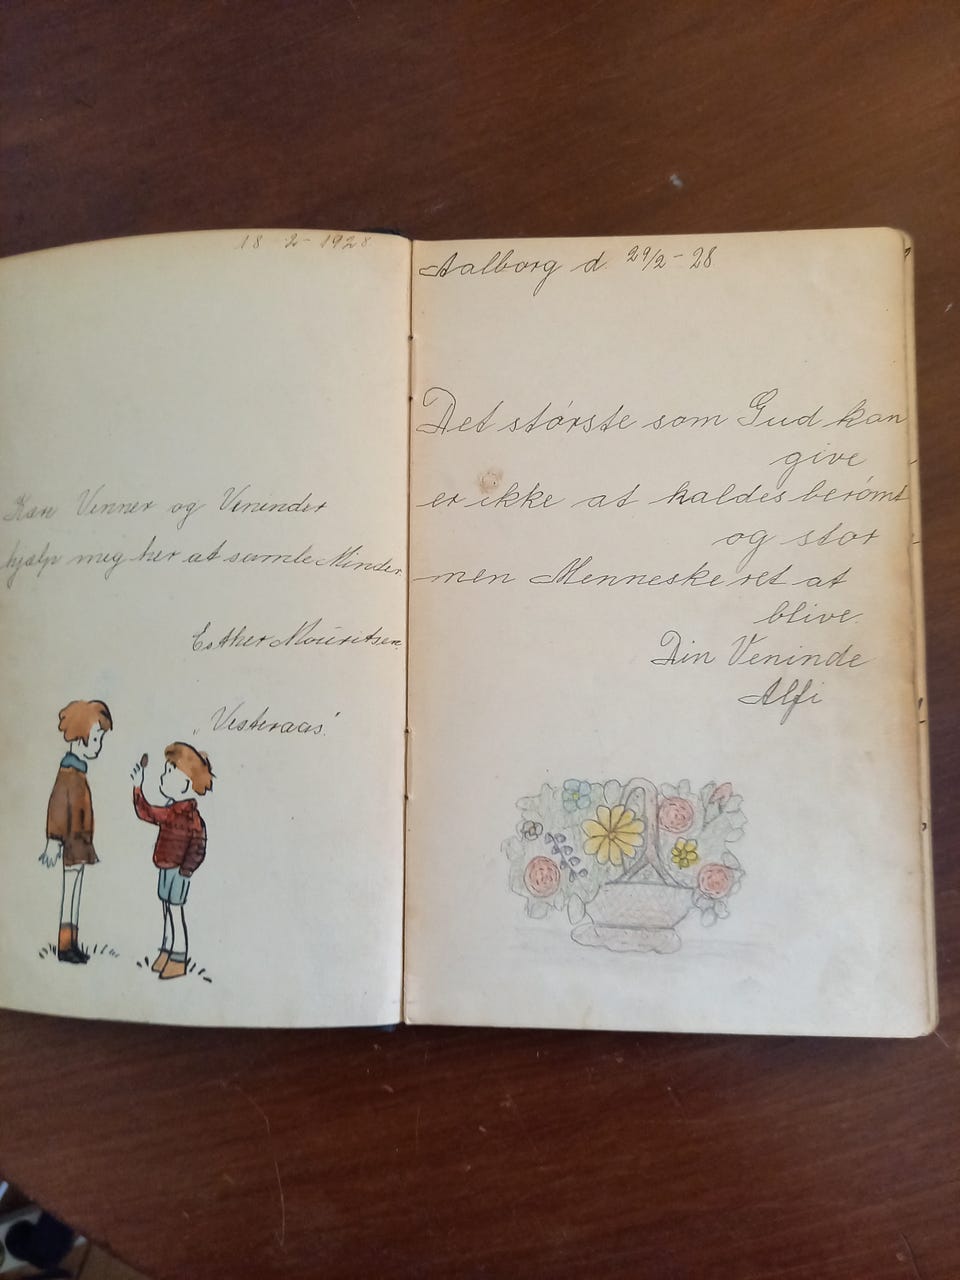 18 2-1928
Kære Venner og Veninder
hjælp meg her at samle Minder.
Esther Mouritsen.
"Vesteraas".
Aalborg d. 29/2-28
Det største som Gud kan
give
er ikke at kaldes berømt
og stor
men Menneske ret at
blive.
Din Veninde
Alfi